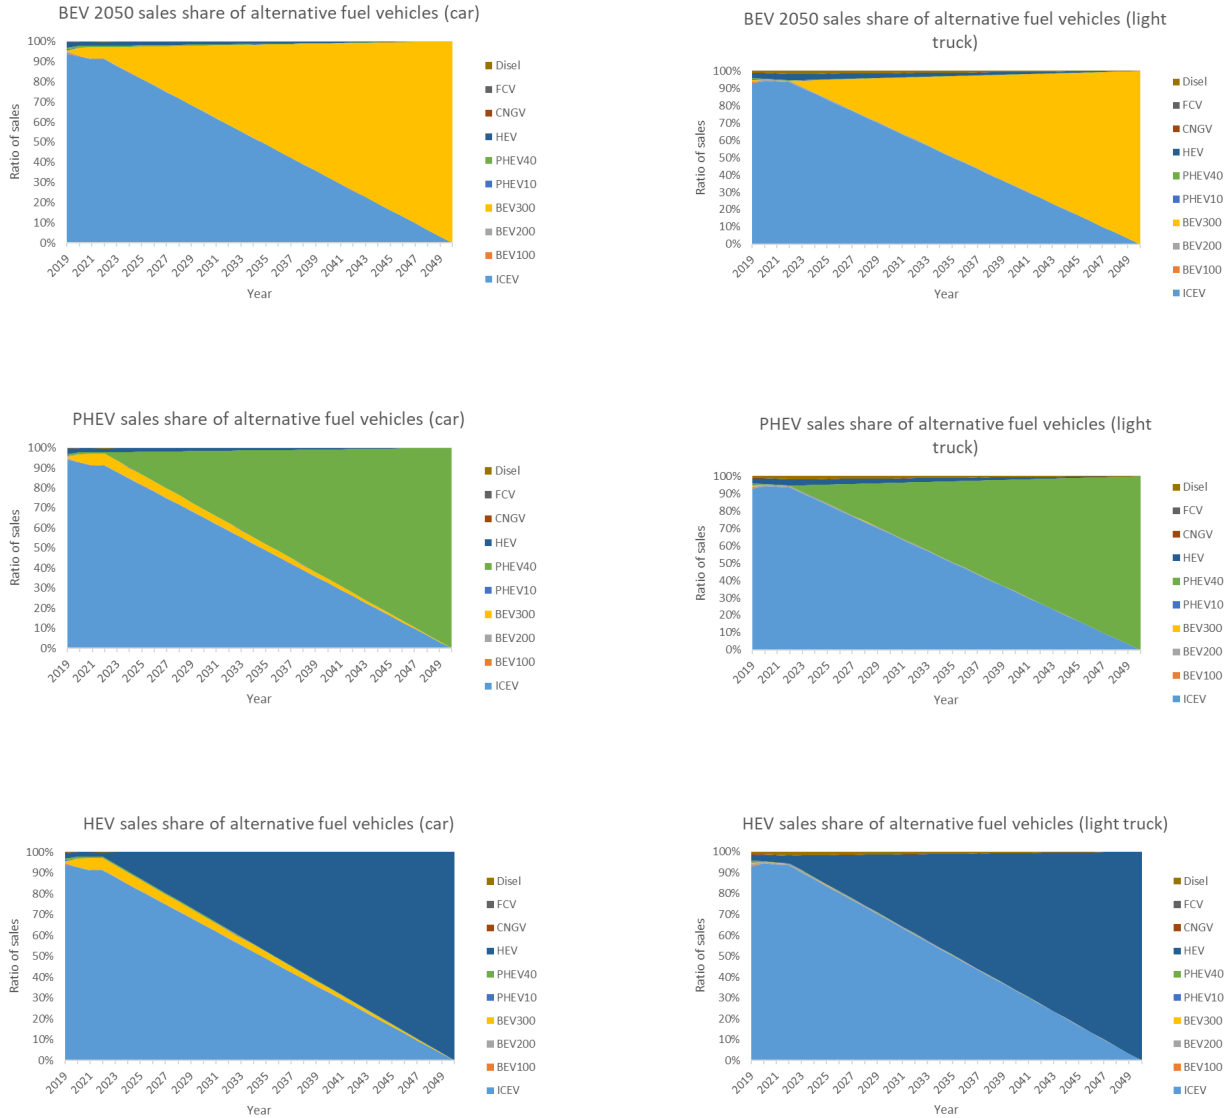 BEV 2050 sales share of alternative fuel vehicles (car)
100%
90%
80%
70%
60%
50%
40%
30%
20%
10%
0%
Ratio of sales
2019 2021 2023 2025 2027 2029 2031 2033 2035 2037 2039 2041 2043 2045 2047 2049
Year
Disel
FCV
CNGV
HEV
PHEV40
PHEV10
BEV300
BEV200
BEV100
ICEV
BEV 2050 sales share of alternative fuel vehicles (light
truck)
100%
90%
80%
70%
60%
50%
40%
30%
20%
10%
0%
Ratio of sales
2019 2021 2023 2025 2027 2029 2031 2033 2035 2037 2039 2041 2043 2045 2047 2049
Year
Disel
FCV
CNGV
HEV
PHEV40
PHEV10
BEV300
BEV200
BEV100
ICEV
PHEV sales share of alternative fuel vehicles (car)
100%
90%
80%
70%
60%
50%
40%
30%
20%
10%
0%
Ratio of sales
2019 2021 2023 2025 2027 2029 2031 2033 2035 2037 2039 2041 2043 2045 2047 2049
Year
Disel
FCV
CNGV
HEV
PHEV40
PHEV10
BEV300
BEV200
BEV100
ICEV
PHEV sales share of alternative fuel vehicles (light
truck)
100%
90%
80%
70%
60%
50%
40%
30%
20%
10%
0%
Ratio of sales
2019 2021 2023 2025 2027 2029 2031 2033 2035 2037 2039 2041 2043 2045 2047 2049
Year
Disel
FCV
CNGV
HEV
PHEV40
PHEV10
BEV300
BEV200
BEV100
ICEV
HEV sales share of alternative fuel vehicles (car)
100%
90%
80%
70%
60%
50%
40%
30%
20%
10%
0%
Ratio of sales
2019 2021 2023 2025 2027 2029 2031 2033 2035 2037 2039 2041 2043 2045 2047 2049
Year
Disel
FCV
CNGV
HEV
PHEV40
PHEV10
BEV300
BEV200
BEV100
ICEV
HEV sales share of alternative fuel vehicles (light truck)
100%
90%
80%
70%
60%
50%
40%
30%
20%
10%
0%
Ratio of sales
2019 2021 2023 2025 2027 2029 2031 2033 2035 2037 2039 2041 2043 2045 2047 2049
Year
Disel
FCV
CNGV
HEV
PHEV40
PHEV10
BEV300
BEV200
BEV100
ICEV